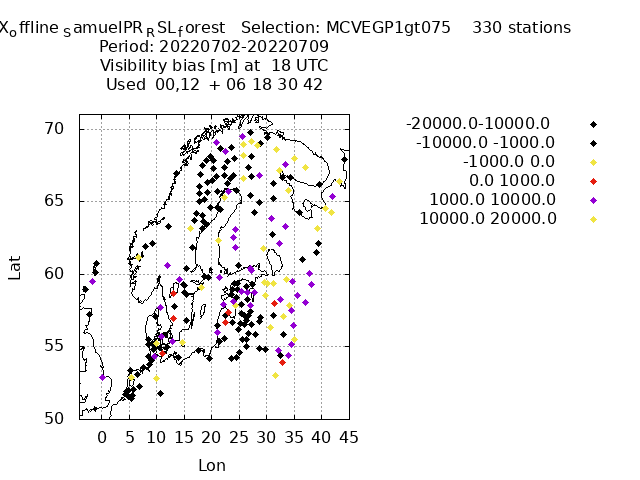 X₀ffline SamuelPR RSLforest Selection: MCVEGP1gt075 330 stations
Period: 20220702-20220709
Visibility bias [m] at 18 UTC
Used 00,12 + 06 18 30 42
-20000.0-10000.0
-10000.0 -1000.0
-1000.0 0.0
0.0 1000.0
1000.0 10000.0
10000.0 20000.0
70
65
60
55
50
Lat
0 5 10 15 20 25 30 35 40 45
Lon